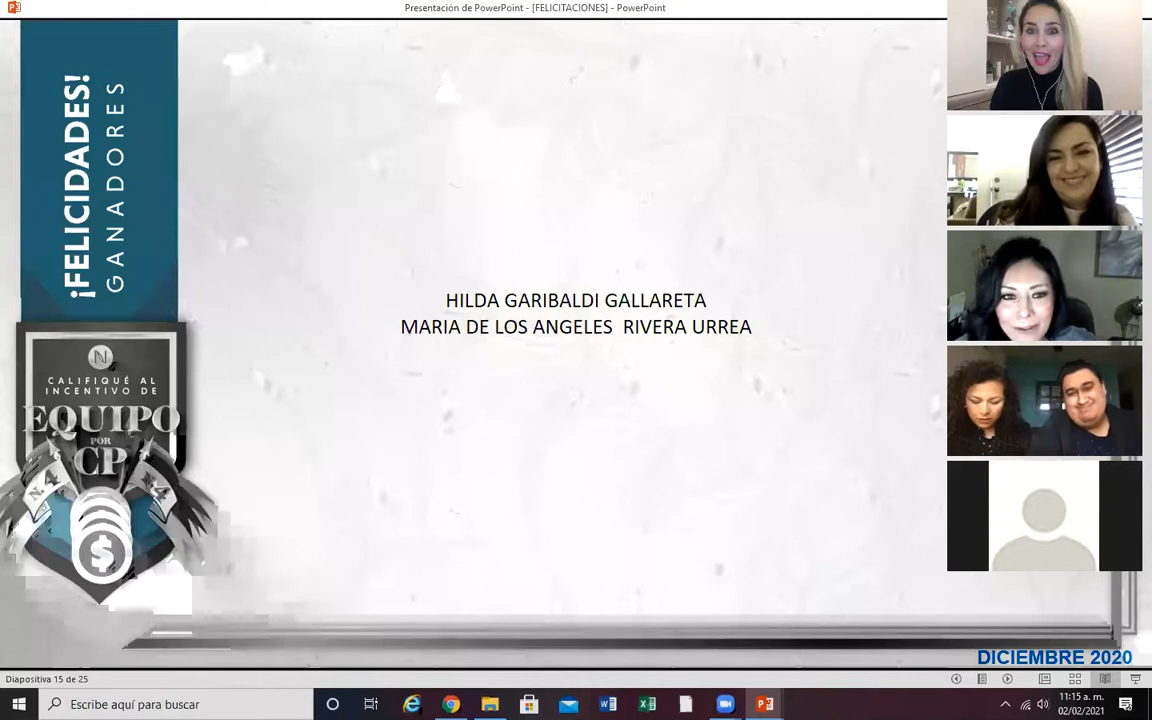 Presentación de PowerPoint - [FELICITACIONES] - PowerPoint
¡FELICIDADES!
GANADORES
HILDA GARIBALDI GALLARETA
MARIA DE LOS ANGELES RIVERA URREA
N
CALIFIQUÉ AL
INCENTIVO DE
EQUIPO
POR
CP
$
DICIEMBRE 2020
Diapositiva 15 de 25
Escribe aquí para buscar
11:15 a. m.
02/02/2021